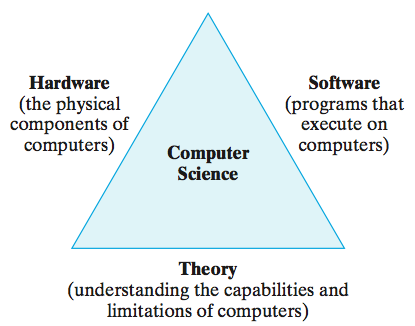 Hardware
(the physical
components of
computers)
Software
(programs that
execute on
computers)
Computer
Science
Theory
(understanding the capabilities and
limitations of computers)